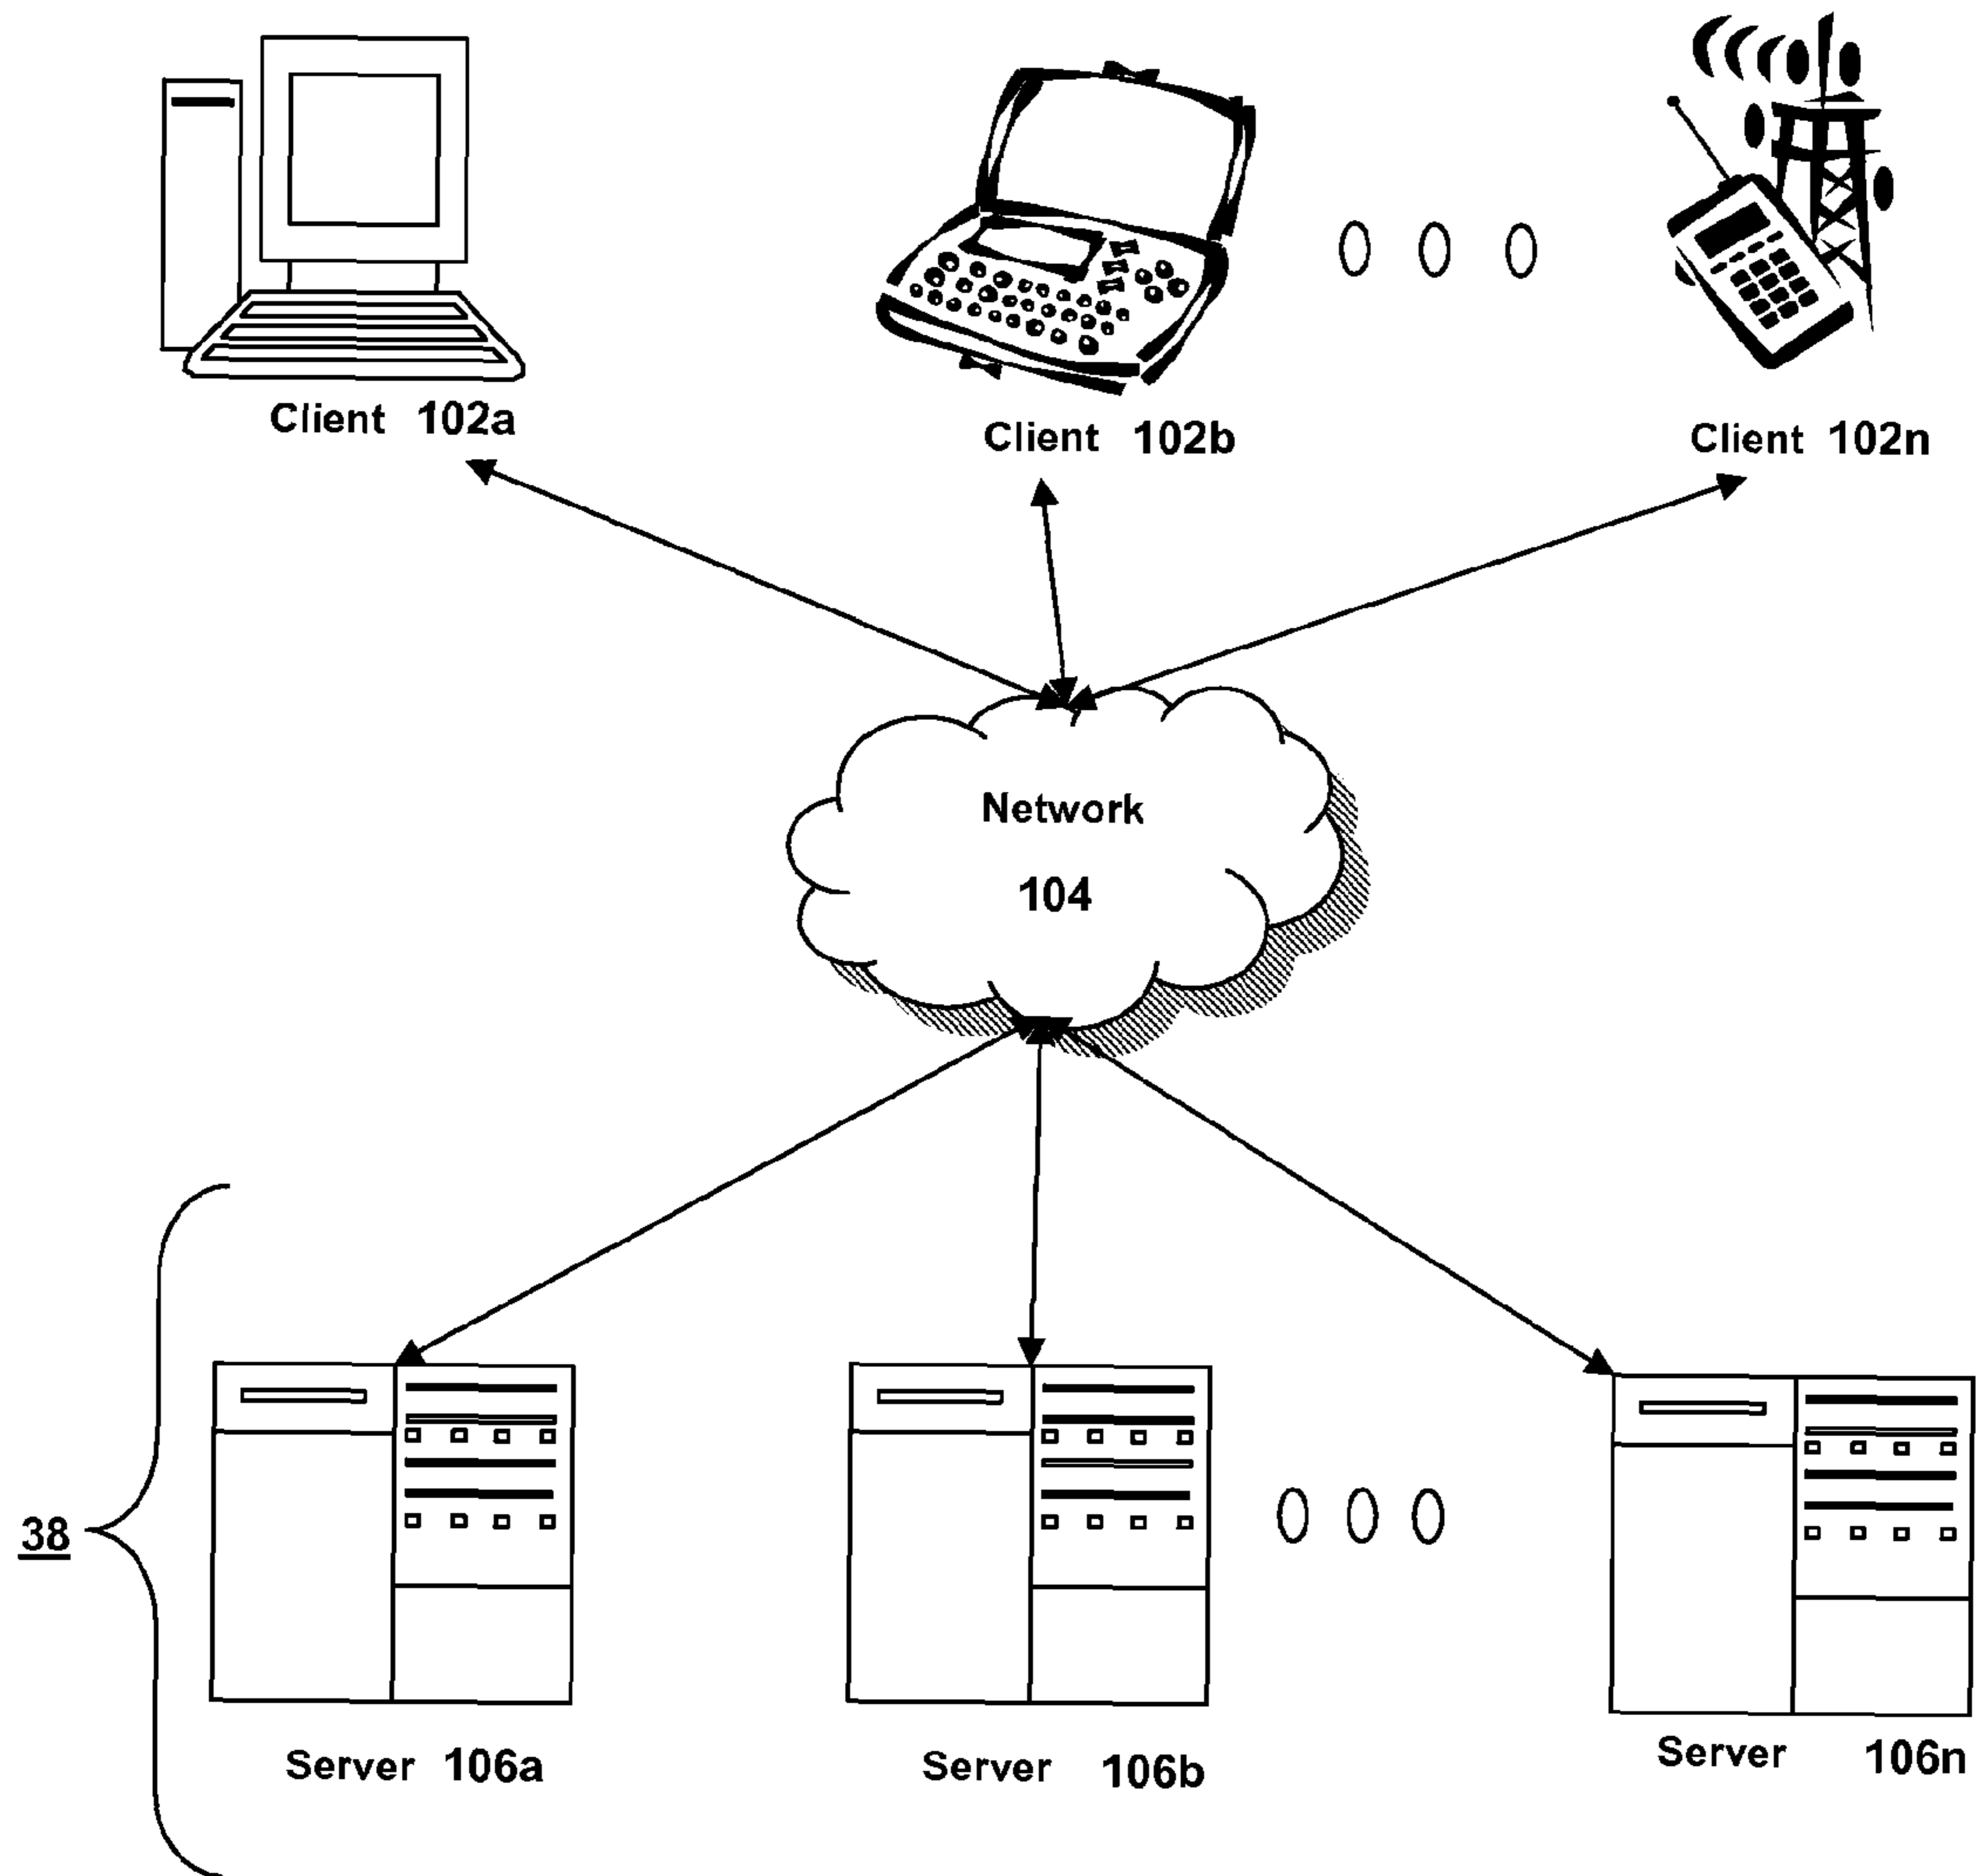 Client 102a
Client 102b
Client 102n
Network
104
38
Server 106a
Server 106b
Server 106n